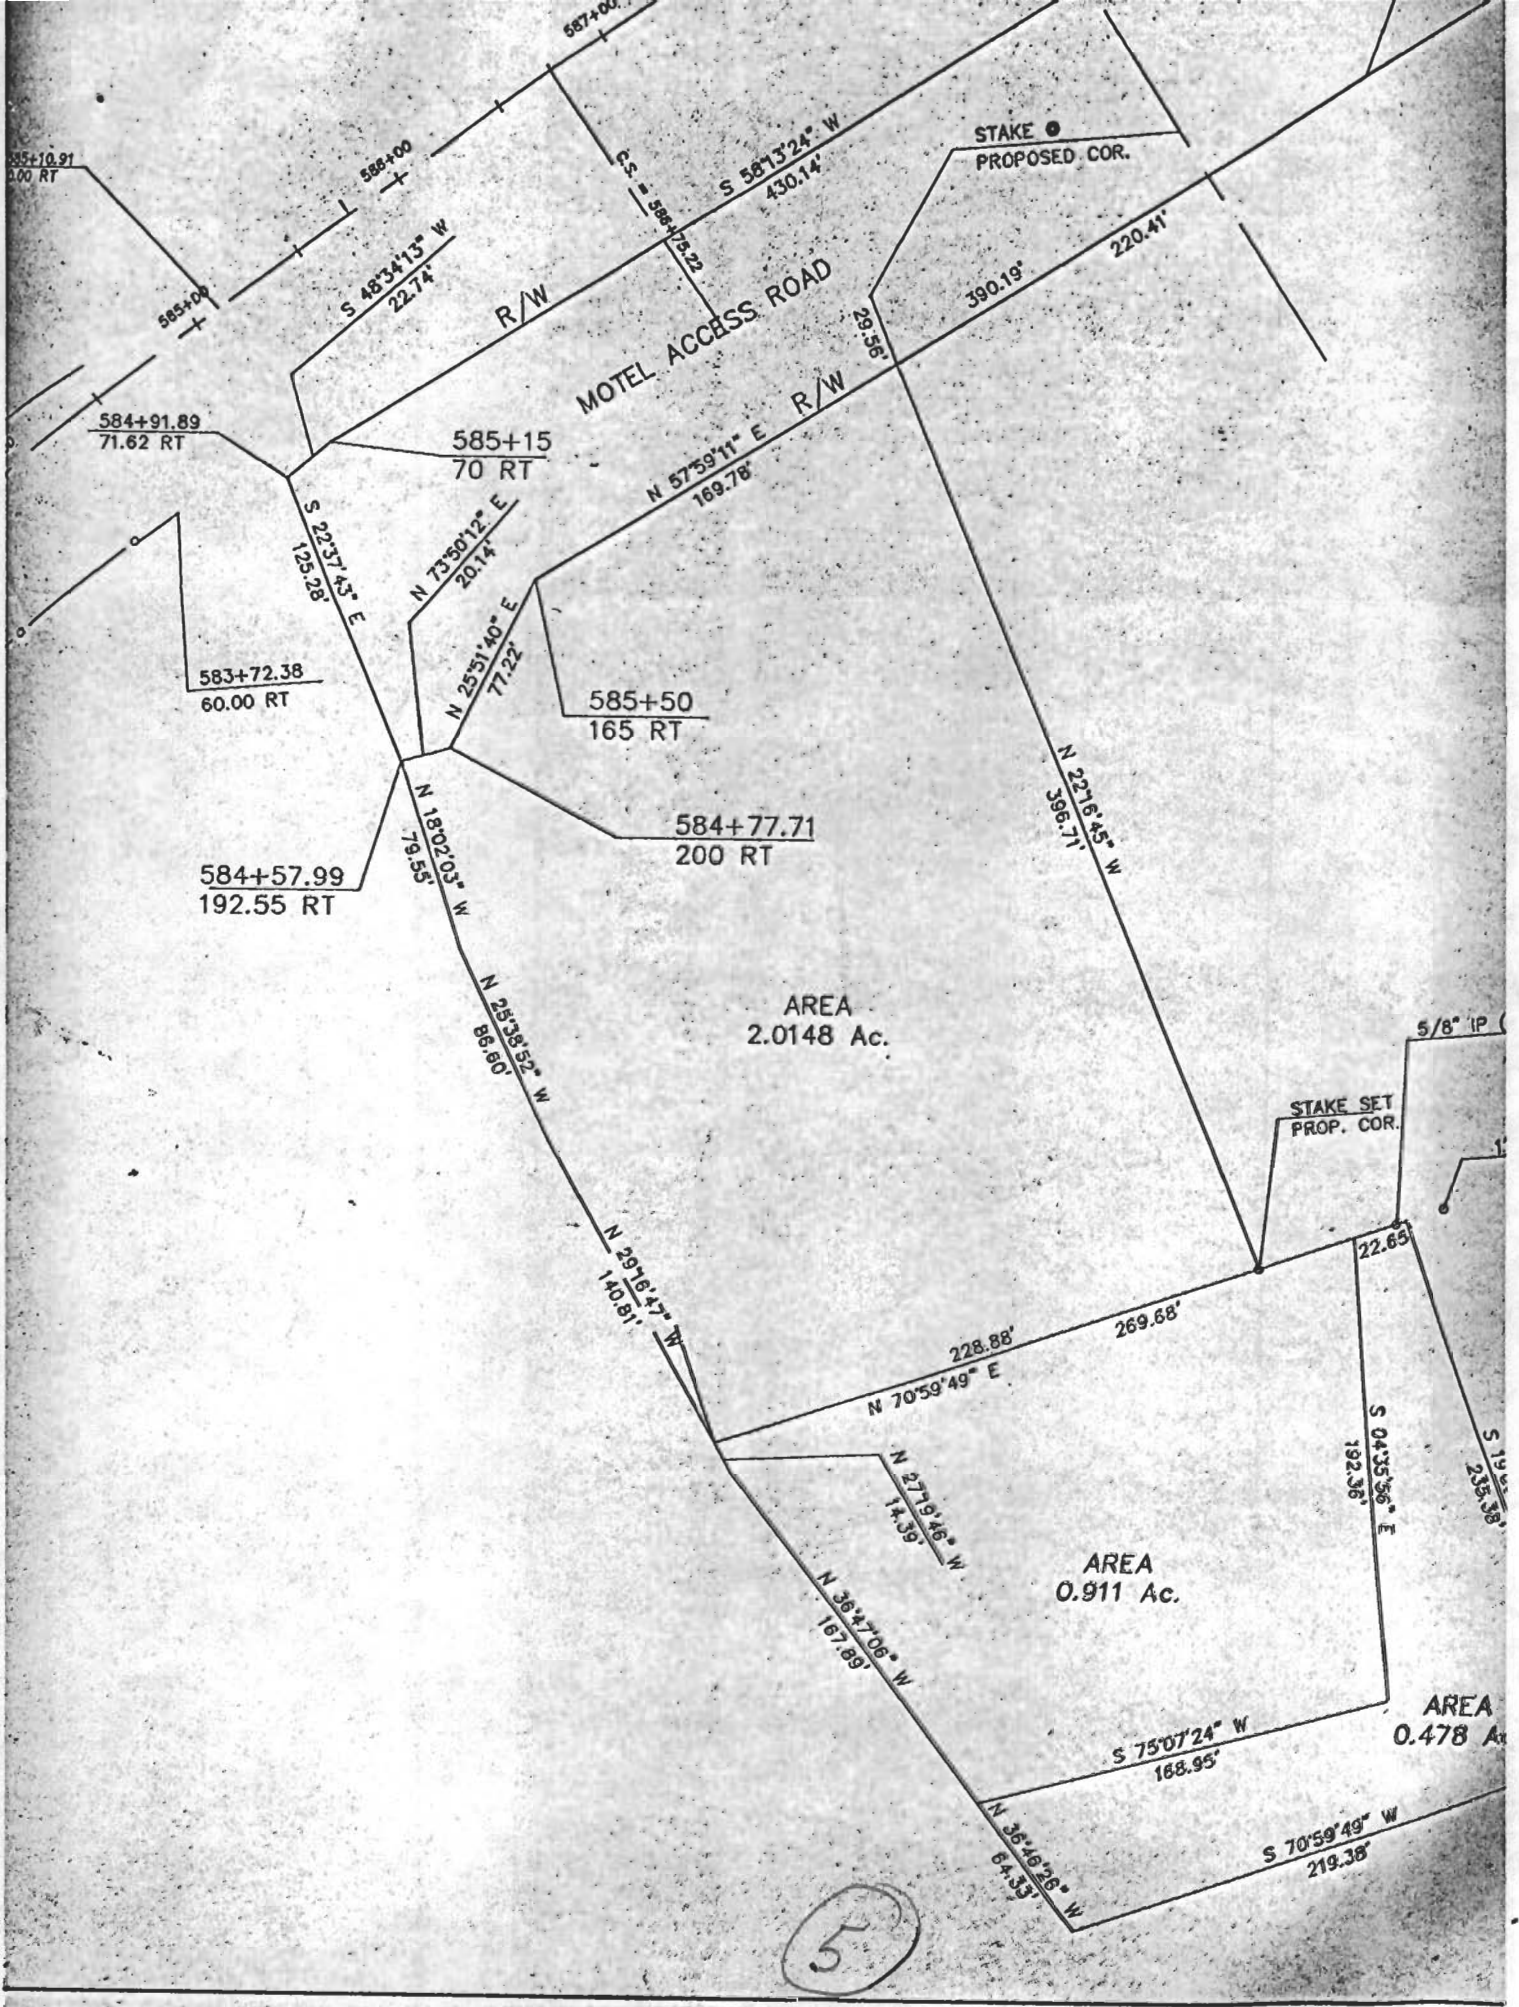 587+00
586+00
585+00
C.S. = 586+75.22
S 58°13'24" W
430.14'
STAKE
PROPOSED COR.
220.41'
390.19'
29.56'
S 48°34'13" W
22.74'
R/W
MOTEL ACCESS ROAD
R/W
584+91.89
71.62 RT
585+15
70 RT
N 57°59'11" E
169.78'
S 22°37'43" E
125.28'
N 73°50'12" E
20.14'
N 25°51'40" E
77.22'
583+72.38
60.00 RT
585+50
165 RT
N 22°16'45" W
396.71'
N 18°02'03" W
79.55'
584+77.71
200 RT
584+57.99
192.55 RT
N 25°38'52" W
86.60'
AREA
2.0148 Ac.
5/8" IP (
STAKE SET
PROP. COR.
22.65
N 29°16'47" W
140.81'
228.88'
269.68'
N 70°59'49" E
S 04°35'56" E
192.36'
235.38'
N 27°19'46" W
14.39'
AREA
0.911 Ac.
N 36°47'06" W
167.89'
AREA
0.478
S 75°07'24" W
168.95'
N 36°46'26" W
64.33'
S 70°59'49" W
219.38'
5